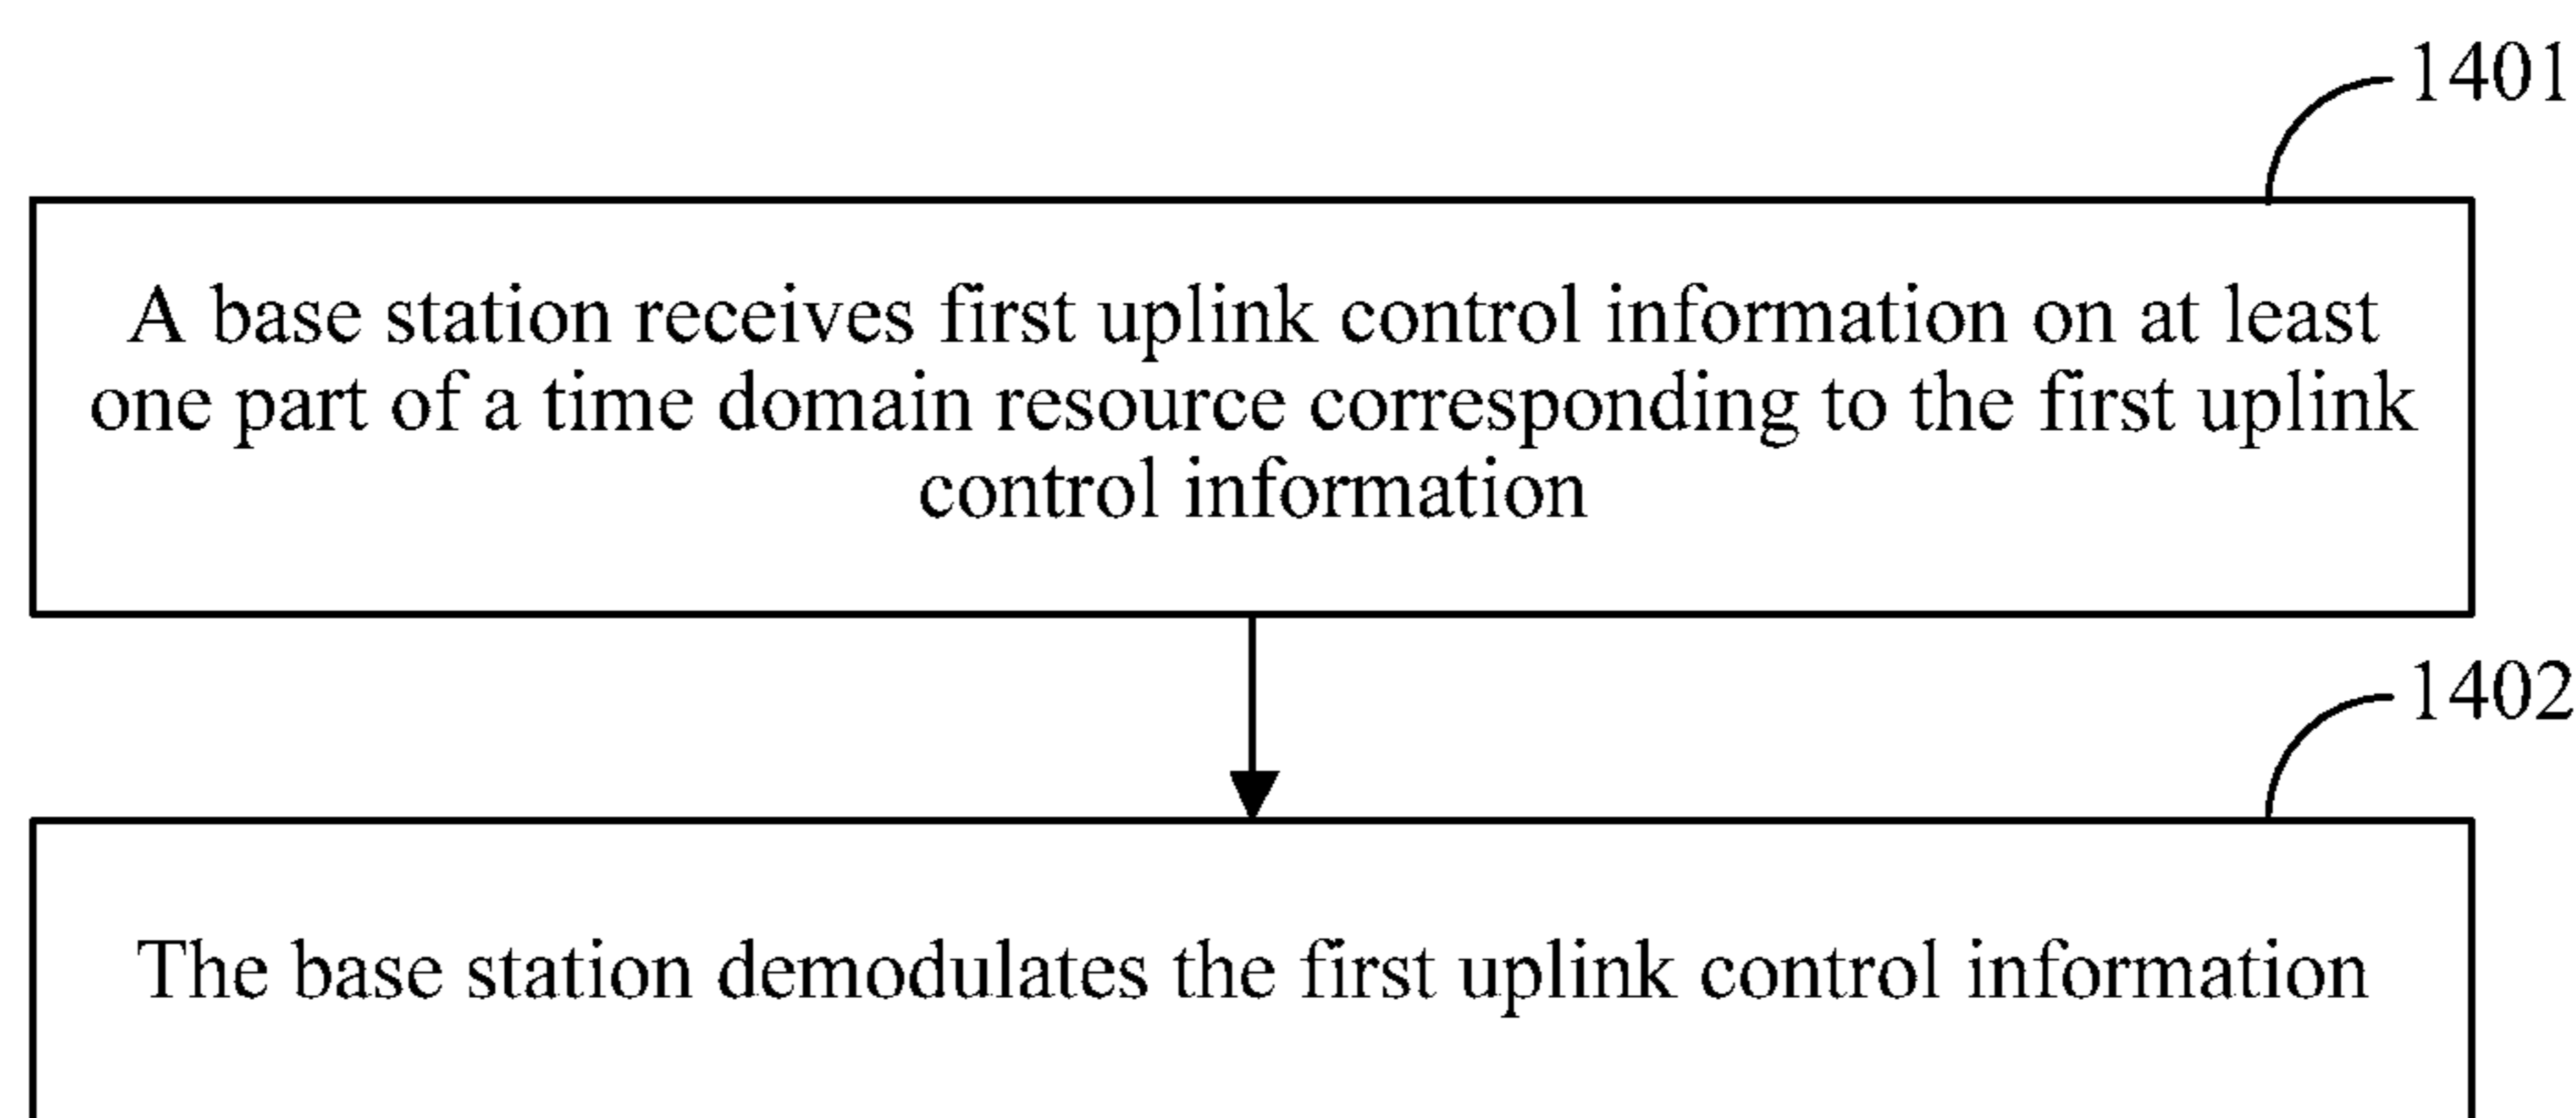 1401
A base station receives first uplink control information on at least
one part of a time domain resource corresponding to the first uplink
control information
1402
The base station demodulates the first uplink control information